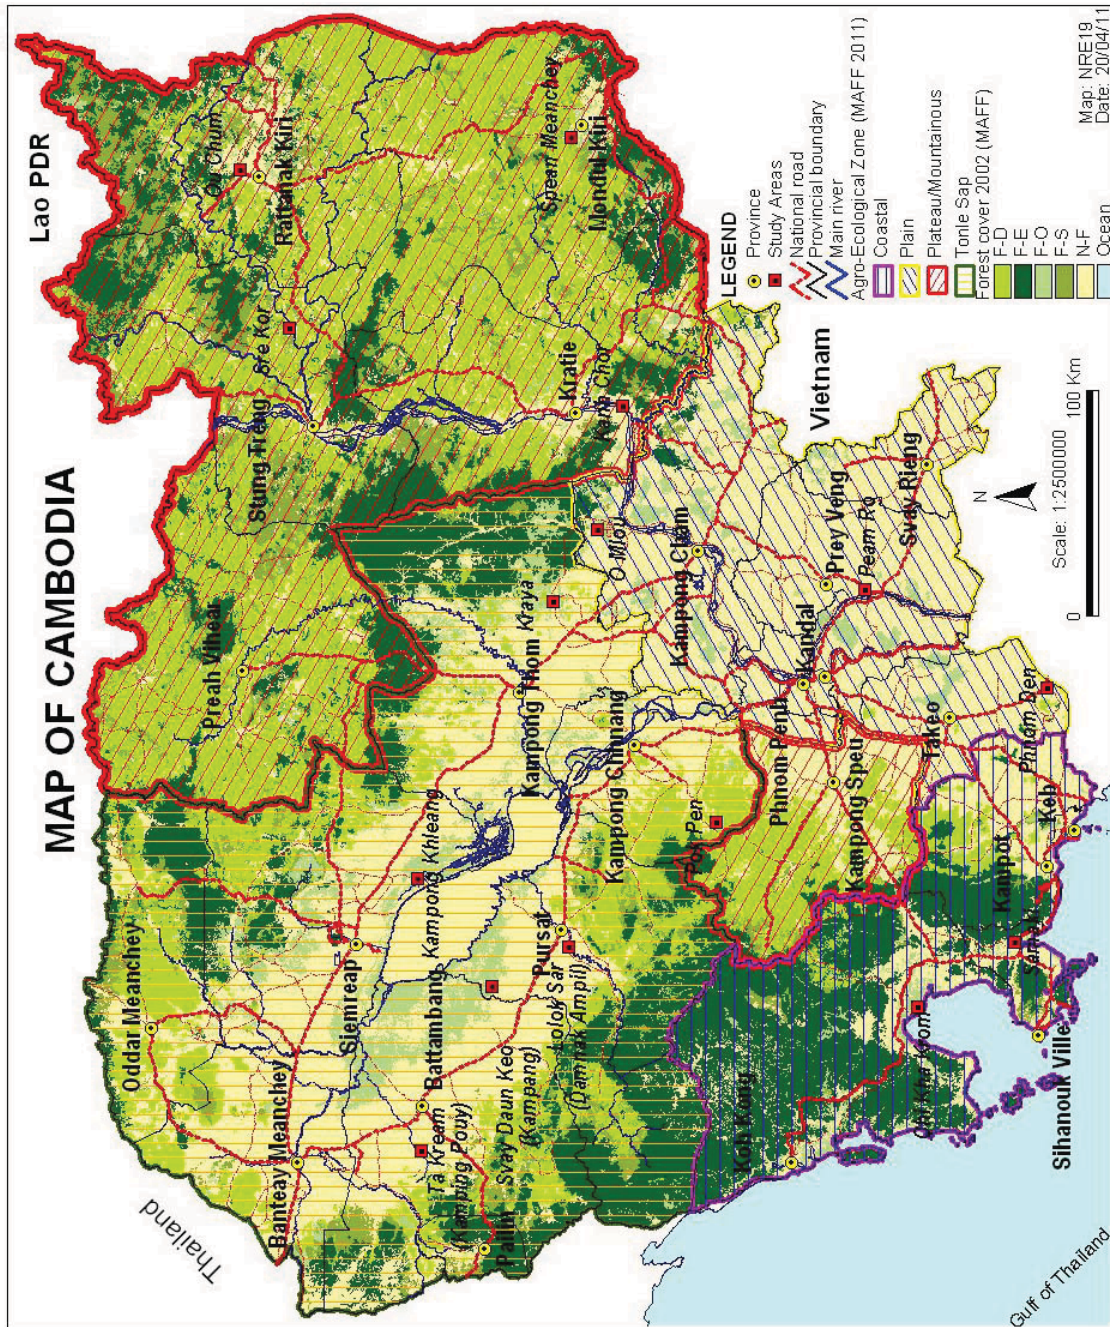 MAP OF CAMBODIA
Lao PDR
Thailand
Vietnam
Gulf of Thailand
Oddar Meanchey
Banteay Meanchey
Siemreap
Preah Vihear
Stung Treng
Rattanak Kiri
Ou Chum
Sre Kor
Spean Meanchey
Mondul Kiri
Kratie
Kanh Chor
Battambang
Kampong Khleang
Ta Kream
(Kamping Pouy)
Pailin
Svay Daun Keo
(Kampang)
Lolok Sar
(Damnak Ampil)
Pursat
Kampong Thom
Kraya
O Mlou
Kampong Chhnang
Kampong Cham
Pok Pen
Koh Kong
Phnom Penh
Kandal
Kampong Speu
Prey Veng
Peam Ro
Svay Rieng
Takeo
Phnom Den
Kampot
Keb
Samaki
Chi Kha Krom
Sihanouk Ville
N
Scale: 1:2500000
0
100 Km
LEGEND
Province
Study Areas
National road
Provincial boundary
Main river
Agro-Ecological Zone (MAFF 2011)
Coastal
Plain
Plateau/Mountainous
Tonle Sap
Forest cover 2002 (MAFF)
F-D
F-E
F-O
F-S
N-F
Ocean
Map: NRE19
Date: 20/04/11